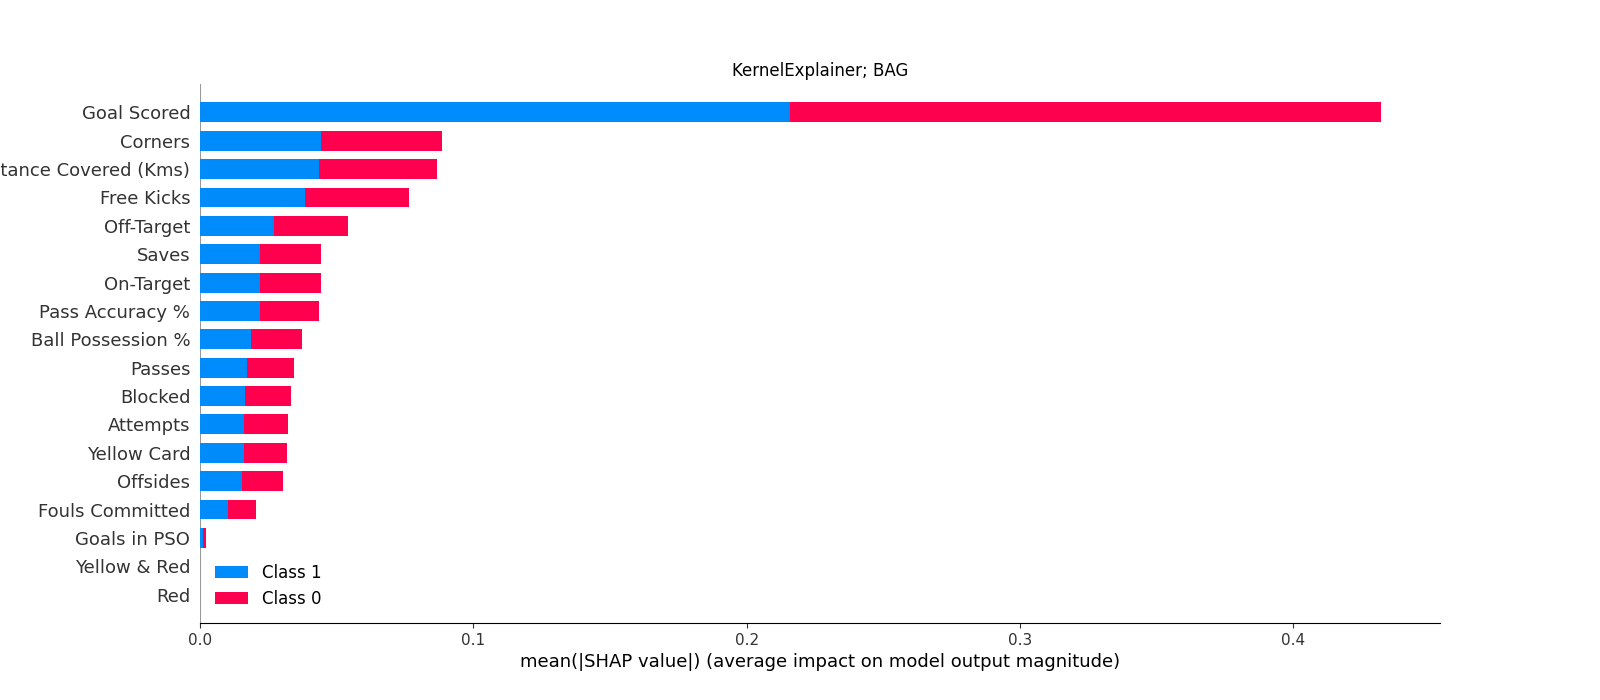 KernelExplainer; BAG
Goal Scored
Corners
tance Covered (Kms)
Free Kicks
Off-Target
Saves
On-Target
Pass Accuracy %
Ball Possession %
Passes
Blocked
Attempts
Yellow Card
Offsides
Fouls Committed
Goals in PSO
Yellow & Red
Red
Class 1
Class 0
0.0 0.1 0.2 0.3 0.4
mean(|SHAP value|) (average impact on model output magnitude)